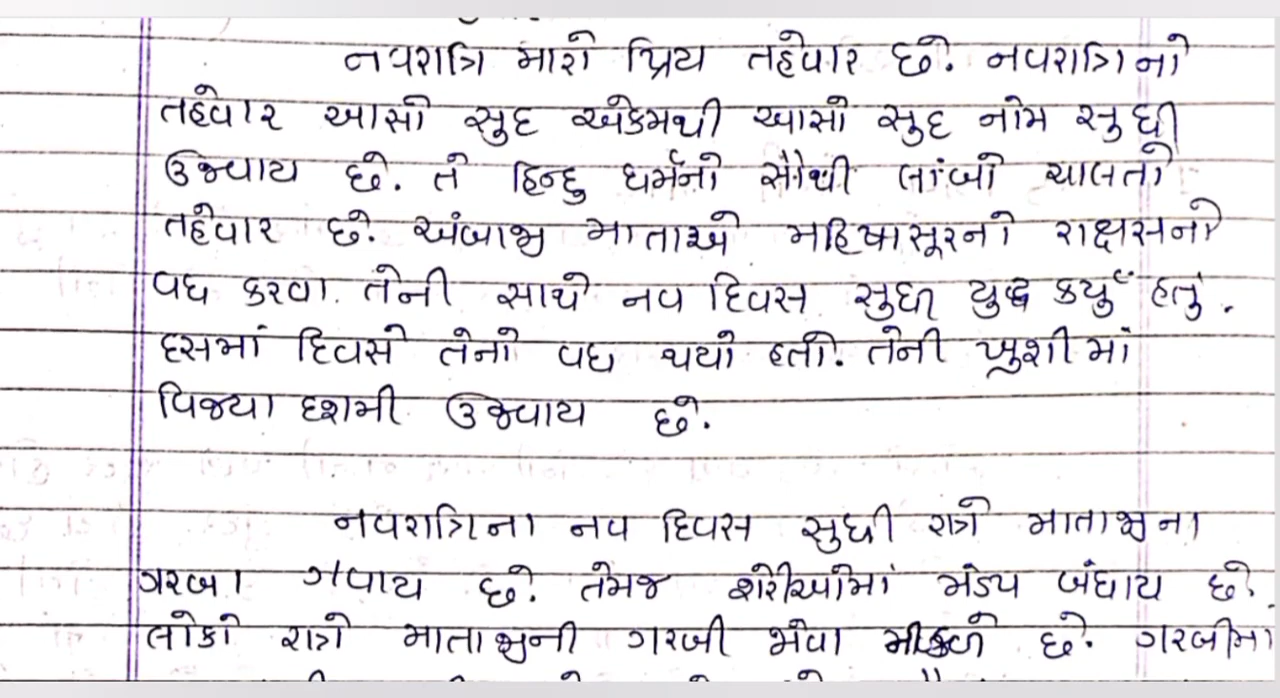 નવરાત્રિ મારો પ્રિય તહેવાર છે. નવરાત્રિનો
તહેવાર આસો સુદ એકમથી આસો સુદ નોમ સુધી
ઉજવાય છે. તે હિન્દુ ધર્મનો સૌથી લાંબો ચાલતો
તહેવાર છે. અંબાજી માતાએ મહિષાસૂરનો રાક્ષસનો
વધ કરવા તેની સાથે નવ દિવસ સુધી યુદ્ધ કર્યું હતું.
દસમાં દિવસે તેનો વધ થયો હતો. તેની ખુશીમાં
વિજયા દશમી ઉજવાય છે.
નવરાત્રિના નવ દિવસ સુધી રાત્રે માતાજીના
ગરબા ગવાય છે. તેમજ શેરીઓમાં મંડપ બંધાય છે.
લોકો રાત્રે માતાજીની ગરબી છે. ગરબીમા